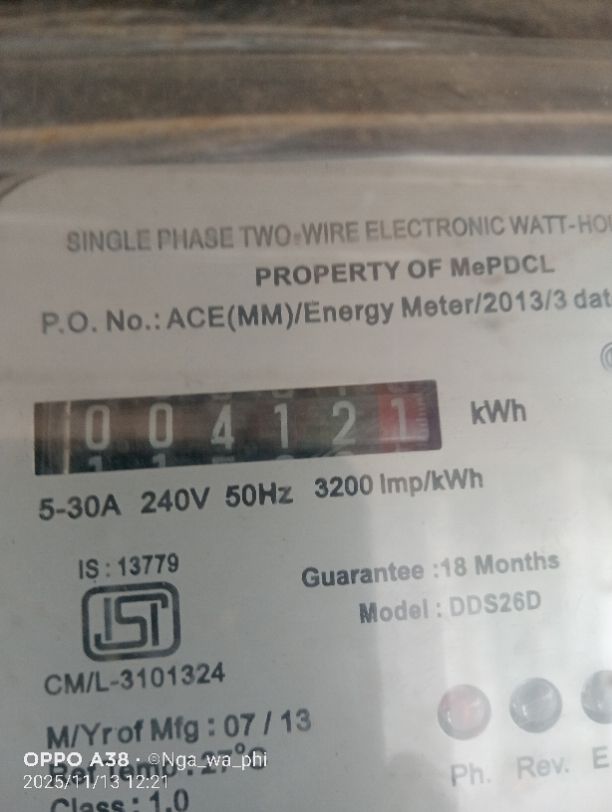 SINGLE PHASE TWO-WIRE ELECTRONIC WATT-HO
PROPERTY OF MePDCL
P.O. No.: ACE(MM)/Energy Meter/2013/3 dat
004121 kWh
5-30A 240V 50Hz 3200 Imp/kWh
IS : 13779
Guarantee :18 Months
ISI
Model : DDS26D
CM/L-3101324
M/Yr of Mfg : 07 / 13
: 27°C
OPPO A38 · ©Nga_wa_phi
2025/11/13 12:21
Class : 1.0
Ph. Rev. E